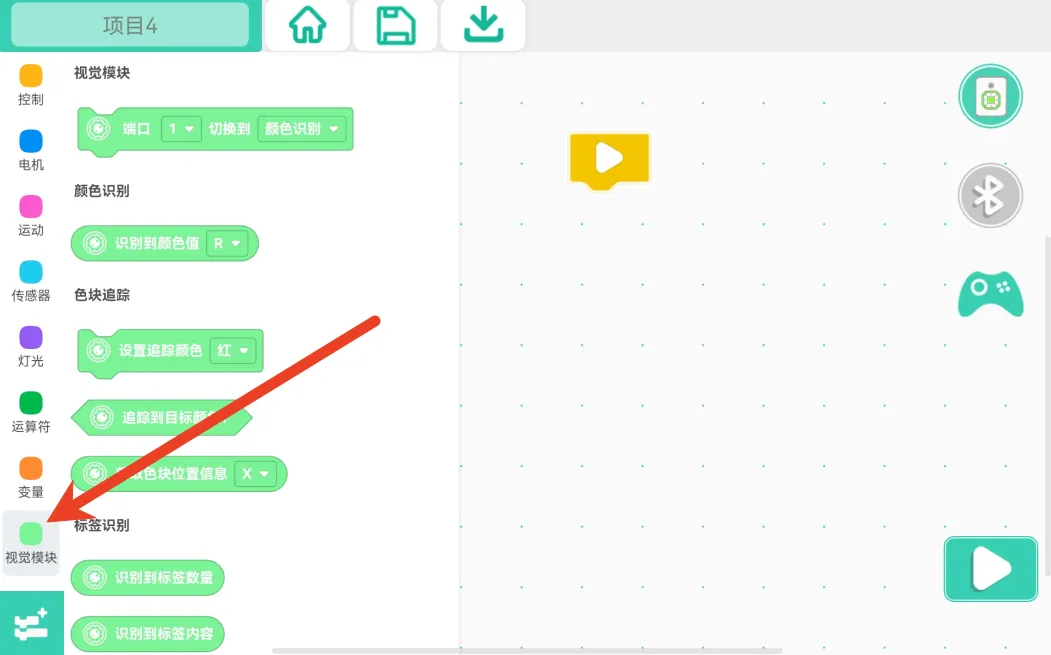 项目4
控制
电机
运动
传感器
灯光
运算符
变量
视觉模块
视觉模块
端口 1 切换到 颜色识别
颜色识别
识别到颜色值 R
色块追踪
设置追踪颜色 红
追踪到目标颜
色块位置信息 X
标签识别
识别到标签数量
识别到标签内容